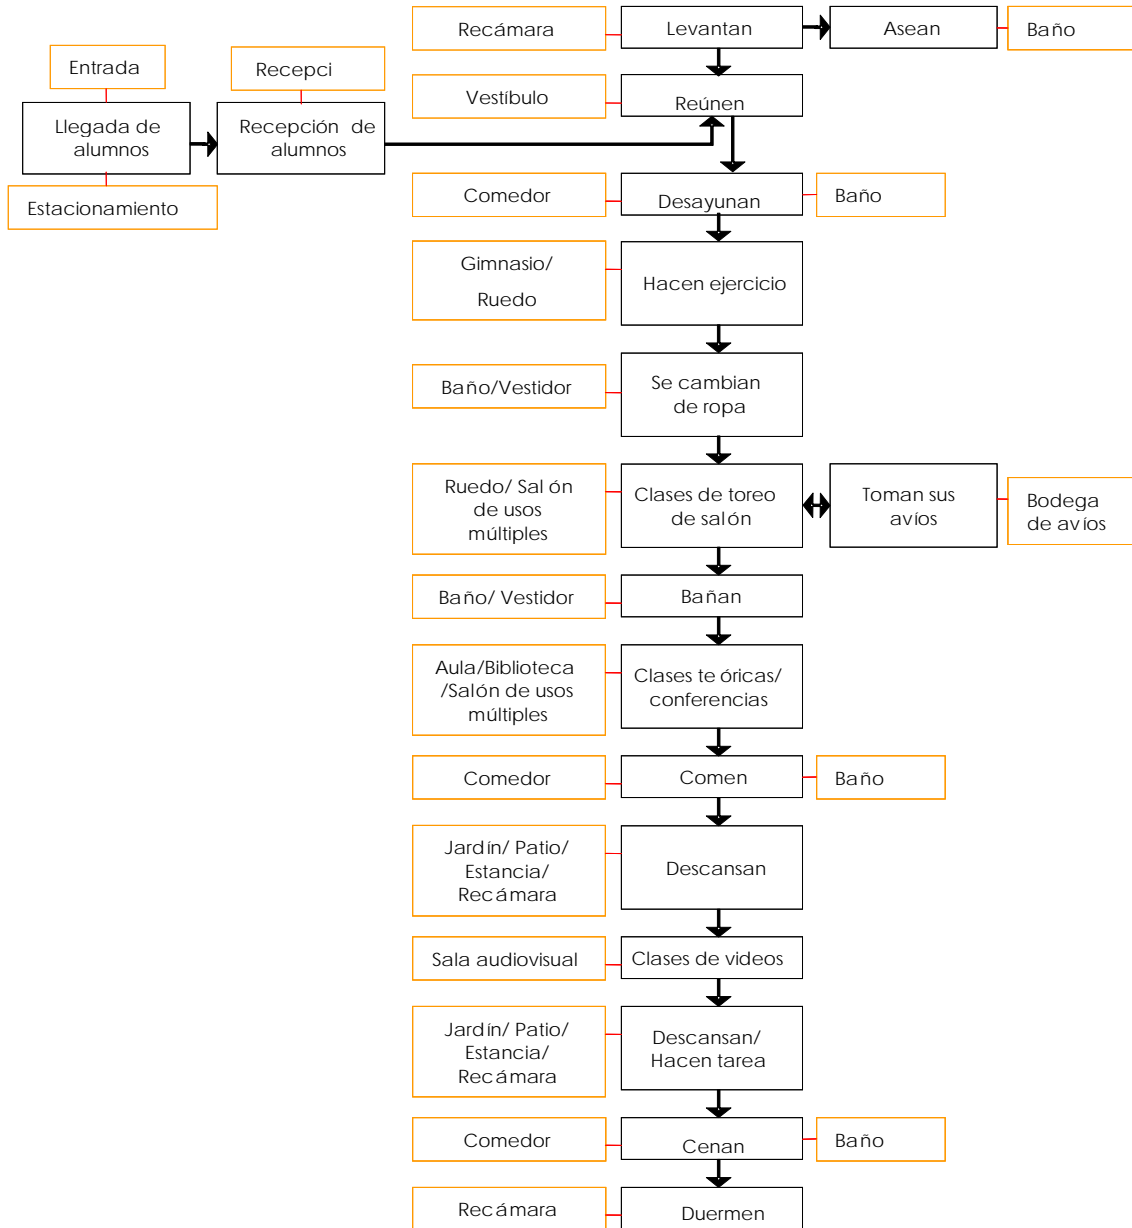 Recámara
Levantan
Asean
Baño
Entrada
Recepci
Vestíbulo
Reúnen
Llegada de
alumnos
Recepción de
alumnos
Estacionamiento
Comedor
Desayunan
Baño
Gimnasio/
Ruedo
Hacen ejercicio
Baño/Vestidor
Se cambian
de ropa
Ruedo/ Sal ón
de usos
múltiples
Clases de toreo
de salón
Toman sus
avíos
Bodega
de avíos
Baño/ Vestidor
Bañan
Aula/Biblioteca
/Salón de usos
múltiples
Clases te óricas/
conferencias
Comedor
Comen
Baño
Jardín/ Patio/
Estancia/
Recámara
Descansan
Sala audiovisual
Clases de videos
Jardín/ Patio/
Estancia/
Recámara
Descansan/
Hacen tarea
Comedor
Cenan
Baño
Recámara
Duermen